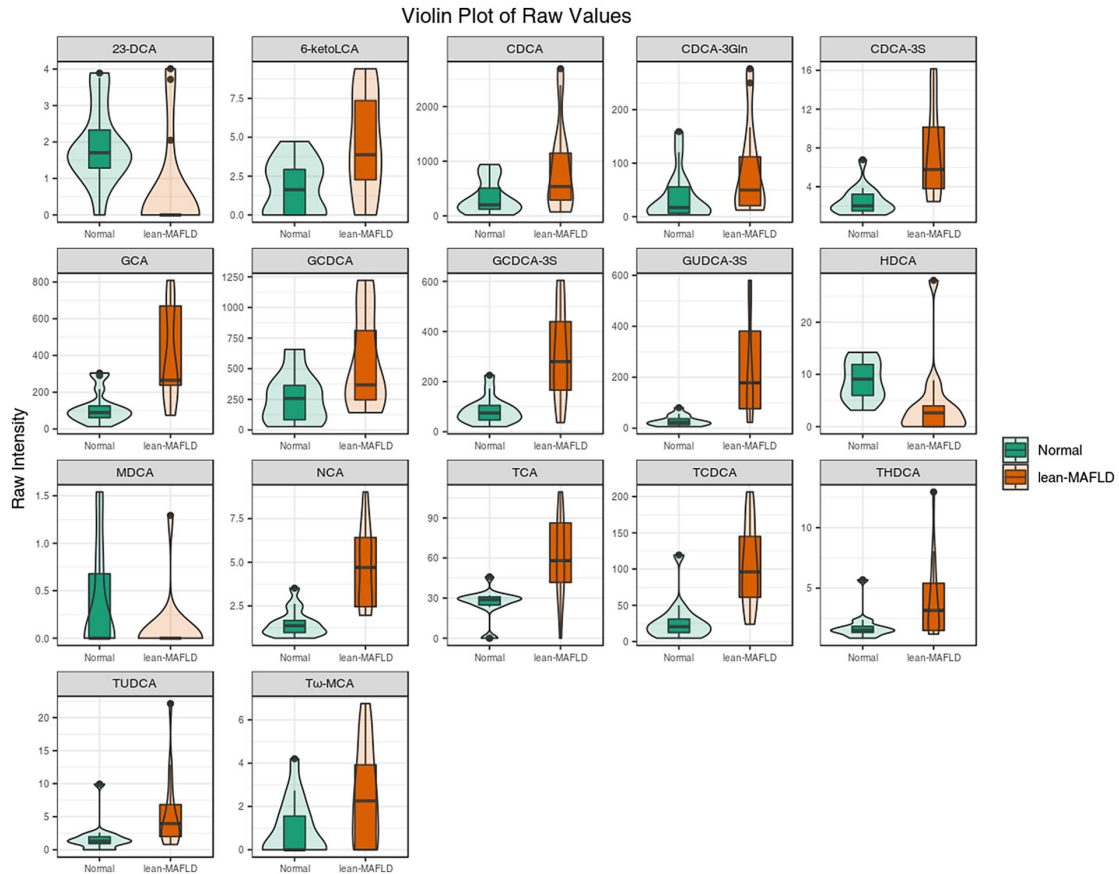 Violin Plot of Raw Values
23-DCA 6-ketoLCA CDCA CDCA-3Gln CDCA-3S
4 3 2 1 0
7.5 5.0 2.5 0.0
2000 1000 0
200 100 0
16 12 8 4
Normal lean-MAFLD Normal lean-MAFLD Normal lean-MAFLD Normal lean-MAFLD Normal lean-MAFLD
GCA GCDCA GCDCA-3S GUDCA-3S HDCA
800 600 400 200 0
1250 1000 750 500 250 0
600 400 200 0
600 400 200 0
20 10 0
Normal lean-MAFLD Normal lean-MAFLD Normal lean-MAFLD Normal lean-MAFLD Normal lean-MAFLD
Raw Intensity
Normal
lean-MAFLD
MDCA NCA TCA TCDCA THDCA
1.5 1.0 0.5 0.0
7.5 5.0 2.5
90 60 30 0
200 150 100 50 0
10 5
Normal lean-MAFLD Normal lean-MAFLD Normal lean-MAFLD Normal lean-MAFLD Normal lean-MAFLD
TUDCA Tω-MCA
20 15 10 5 0
6 4 2 0
Normal lean-MAFLD Normal lean-MAFLD